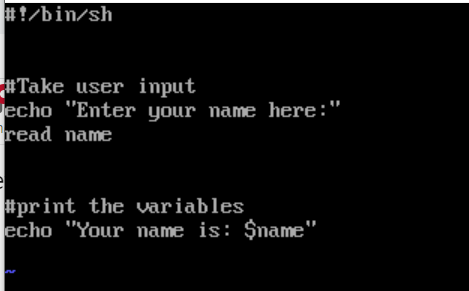 #!/bin/sh
#Take user input
echo "Enter your name here:"
read name
#print the variables
echo "Your name is: $name"
~